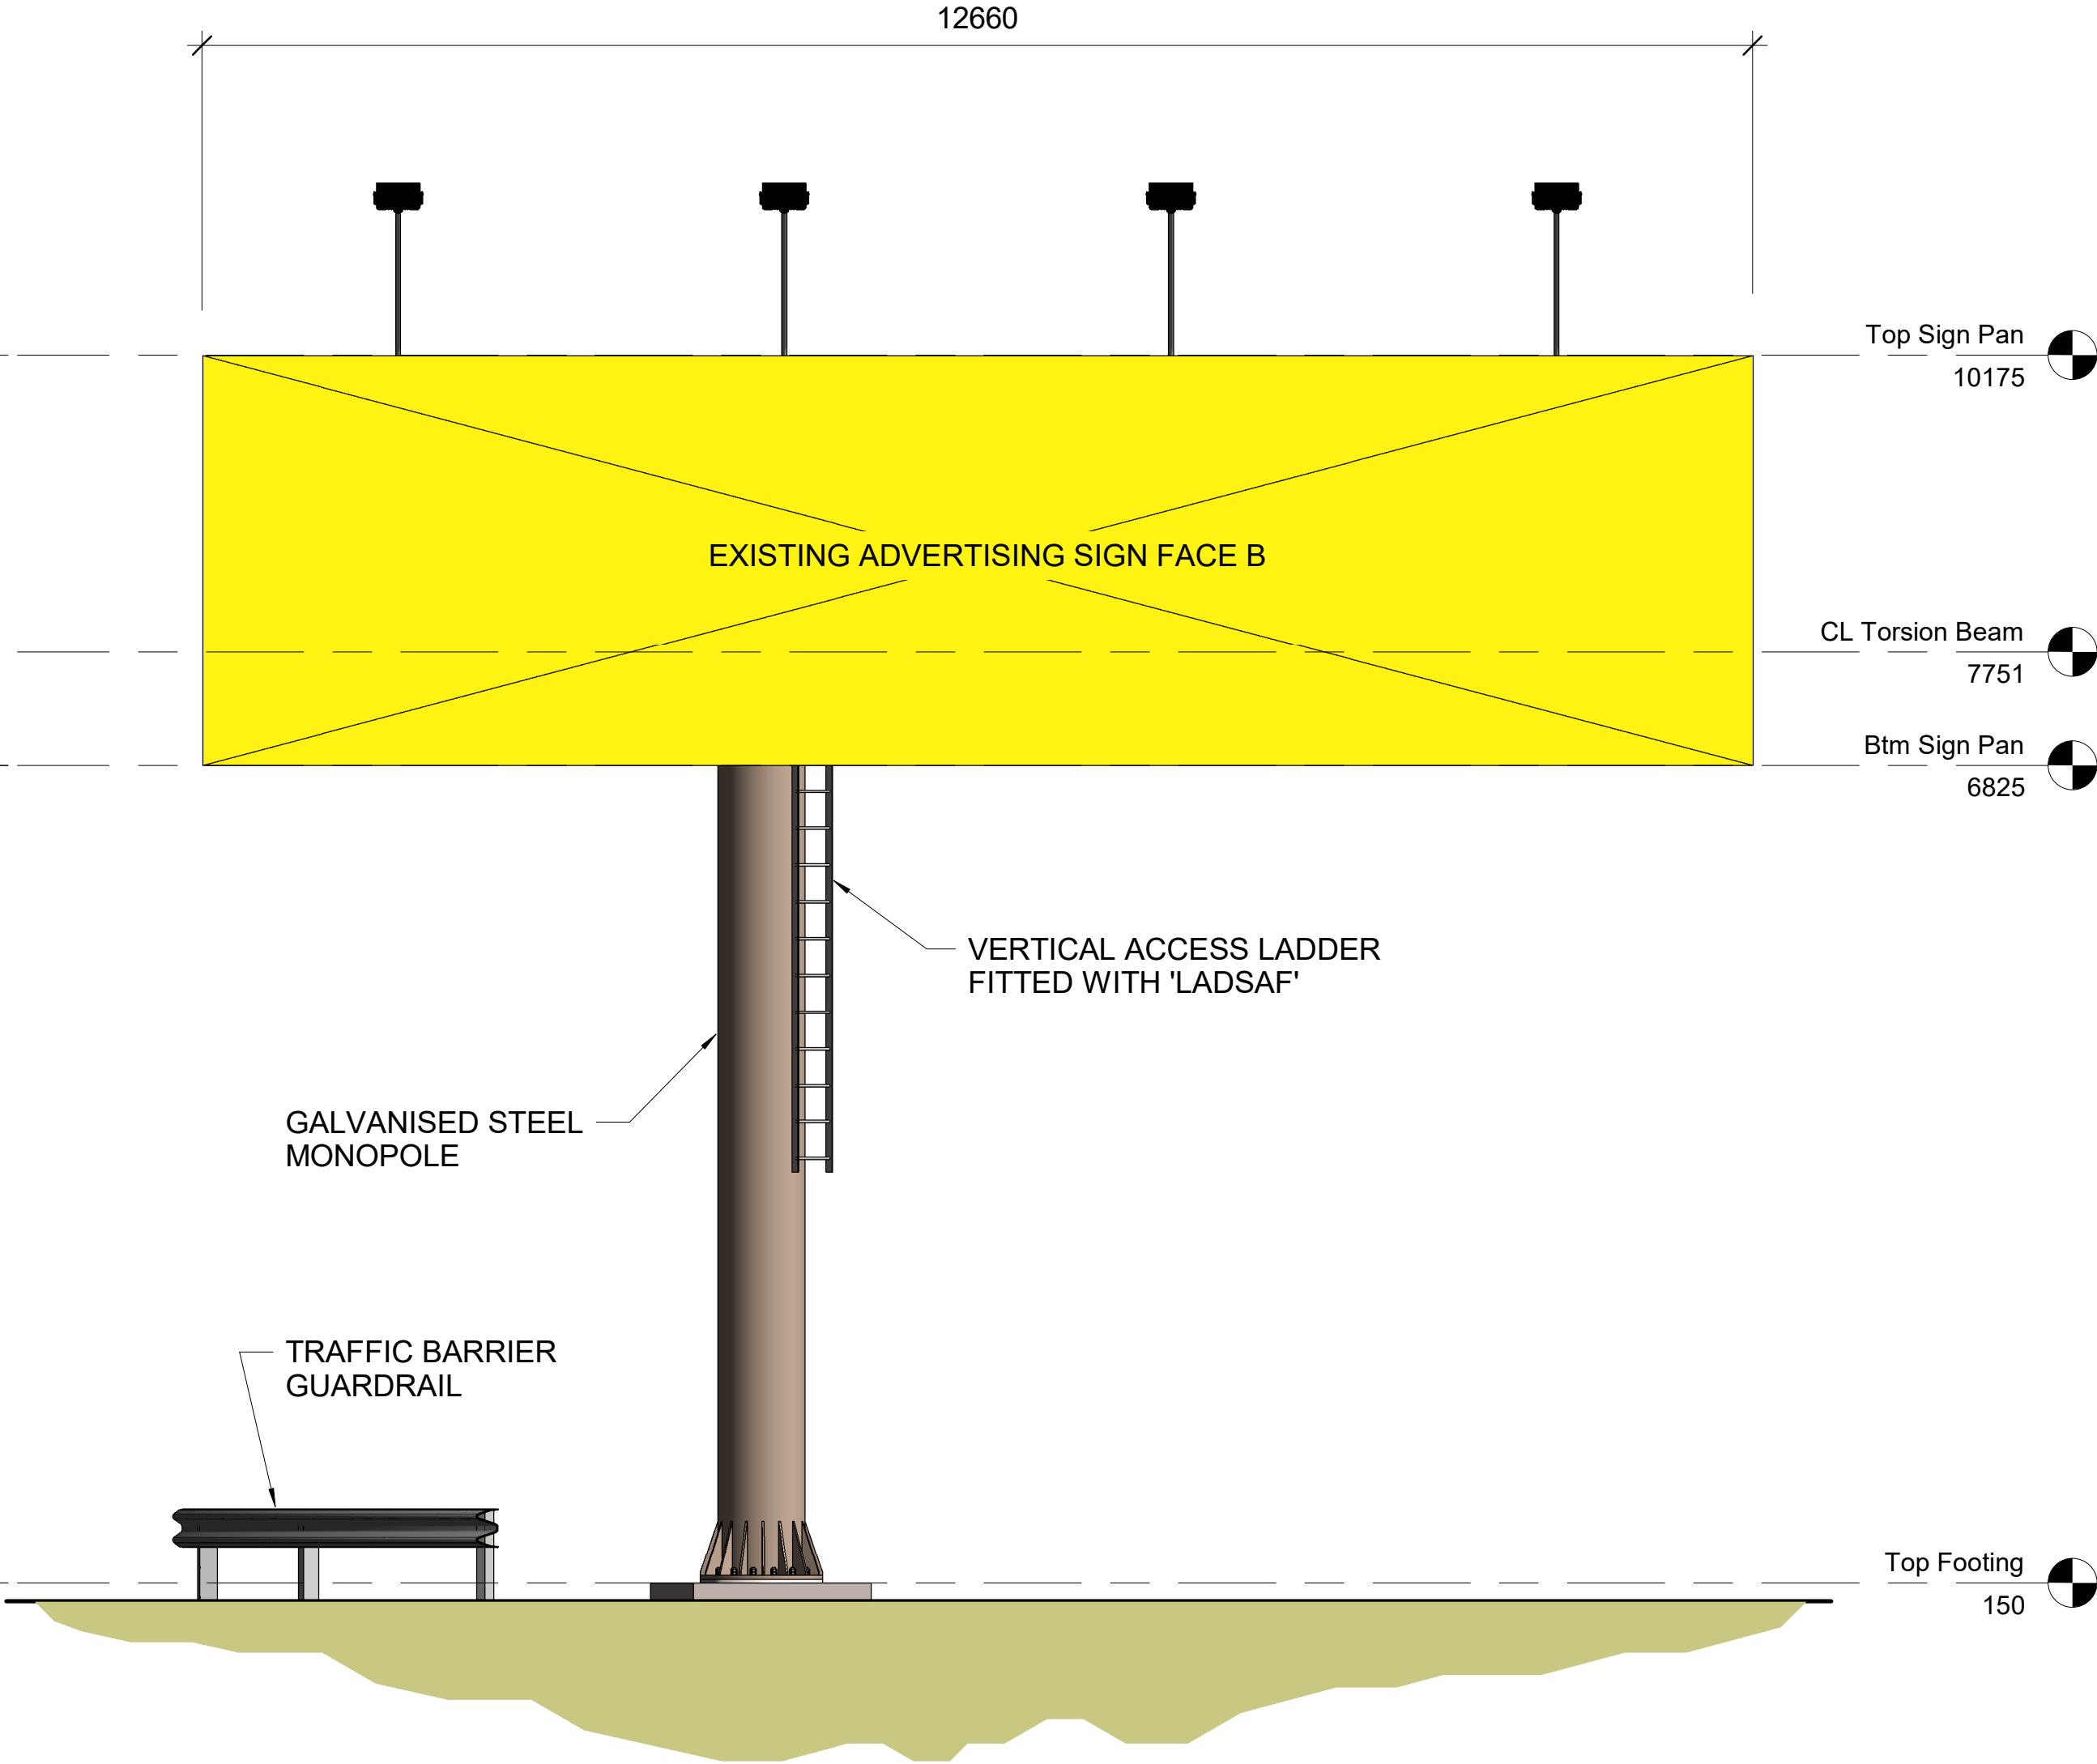 12660
Top Sign Pan
10175
EXISTING ADVERTISING SIGN FACE B
CL Torsion Beam
7751
Btm Sign Pan
6825
VERTICAL ACCESS LADDER
FITTED WITH 'LADSAF'
GALVANISED STEEL
MONOPOLE
TRAFFIC BARRIER
GUARDRAIL
Top Footing
150